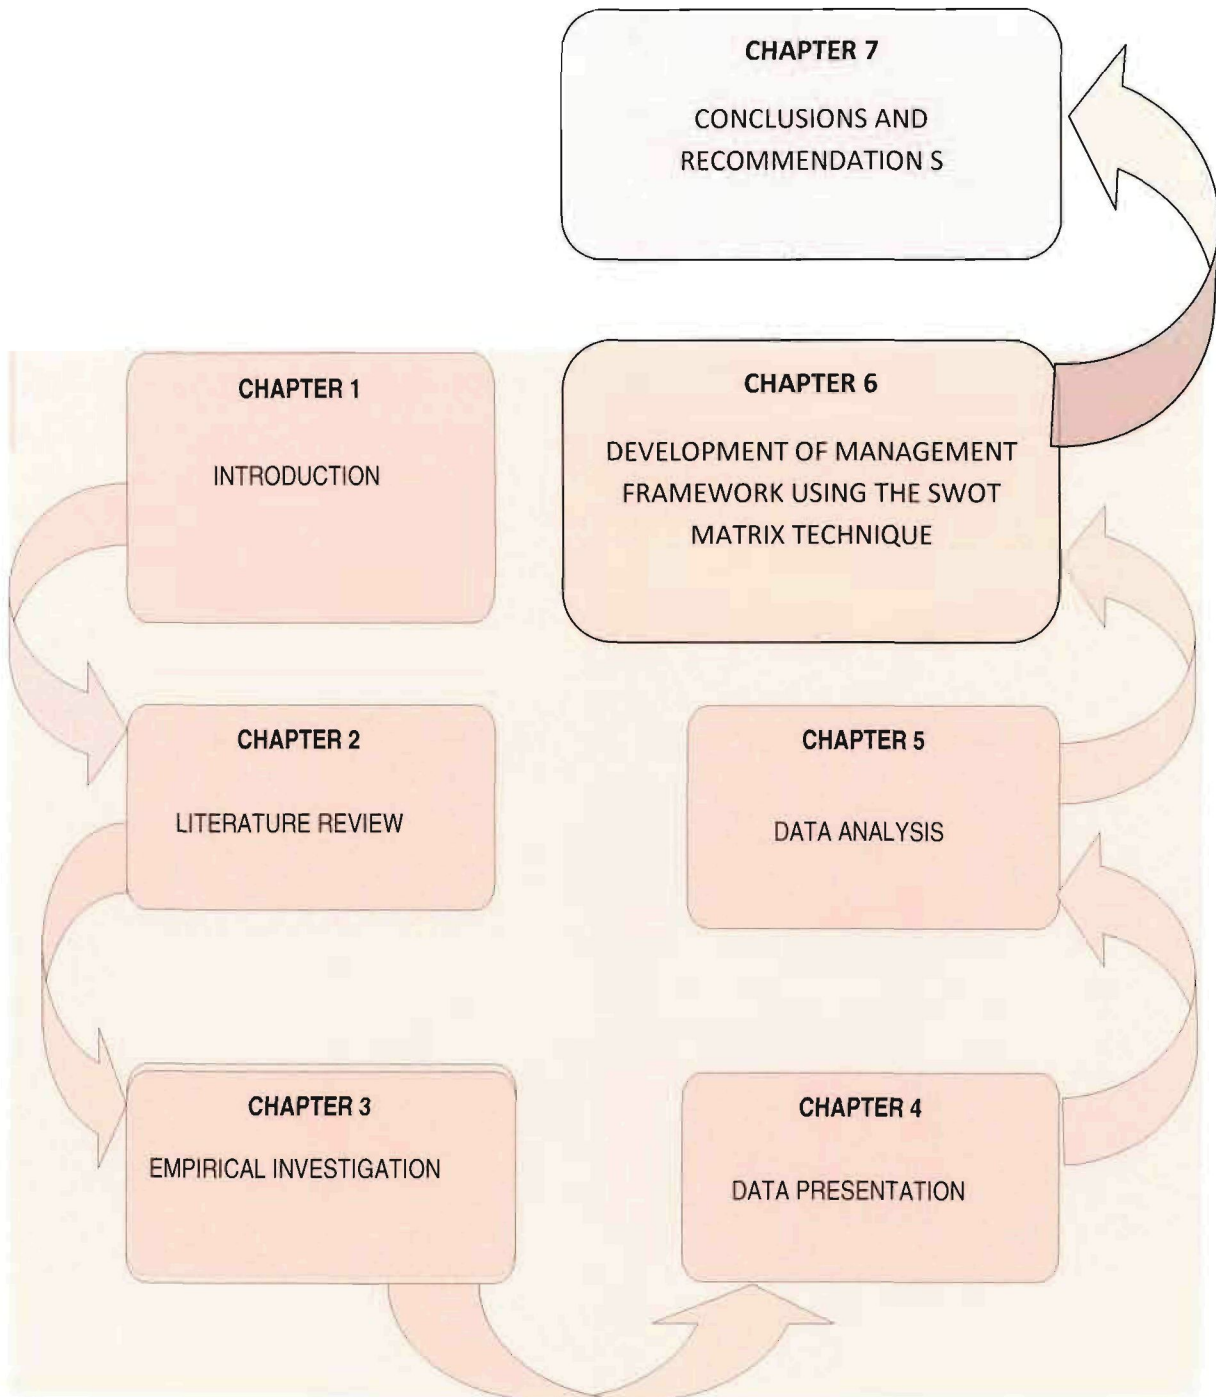 CHAPTER 7
CONCLUSIONS AND
RECOMMENDATION S
CHAPTER 1
INTRODUCTION
CHAPTER 6
DEVELOPMENT OF MANAGEMENT
FRAMEWORK USING THE SWOT
MATRIX TECHNIQUE
CHAPTER 2
LITERATURE REVIEW
CHAPTER 5
DATA ANALYSIS
CHAPTER 3
EMPIRICAL INVESTIGATION
CHAPTER 4
DATA PRESENTATION